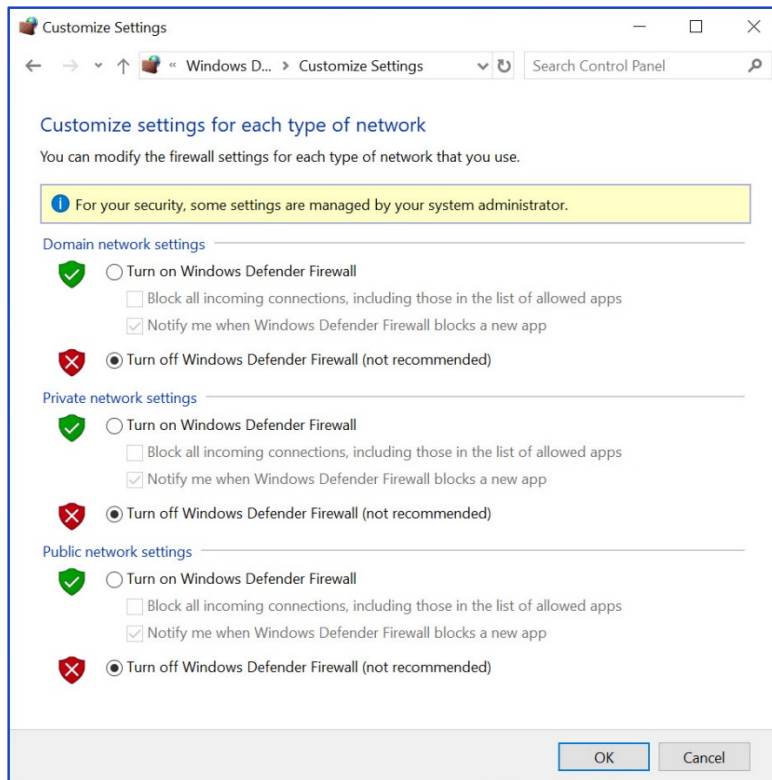 Customize Settings
« Windows D... > Customize Settings Search Control Panel
Customize settings for each type of network
You can modify the firewall settings for each type of network that you use.
For your security, some settings are managed by your system administrator.
Domain network settings
Turn on Windows Defender Firewall
Block all incoming connections, including those in the list of allowed apps
Notify me when Windows Defender Firewall blocks a new app
Turn off Windows Defender Firewall (not recommended)
Private network settings
Turn on Windows Defender Firewall
Block all incoming connections, including those in the list of allowed apps
Notify me when Windows Defender Firewall blocks a new app
Turn off Windows Defender Firewall (not recommended)
Public network settings
Turn on Windows Defender Firewall
Block all incoming connections, including those in the list of allowed apps
Notify me when Windows Defender Firewall blocks a new app
Turn off Windows Defender Firewall (not recommended)
OK Cancel